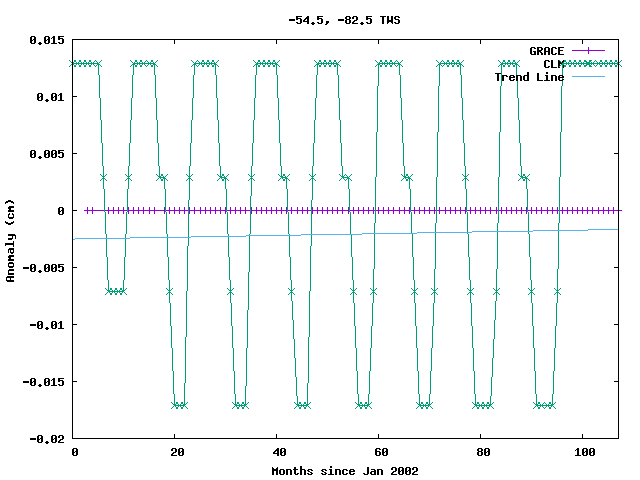 -54.5, -82.5 TWS
0.015
0.01
0.005
0
-0.005
-0.01
-0.015
-0.02
Anomaly (cm)
GRACE
CLM
Trend Line
0 20 40 60 80 100
Months since Jan 2002